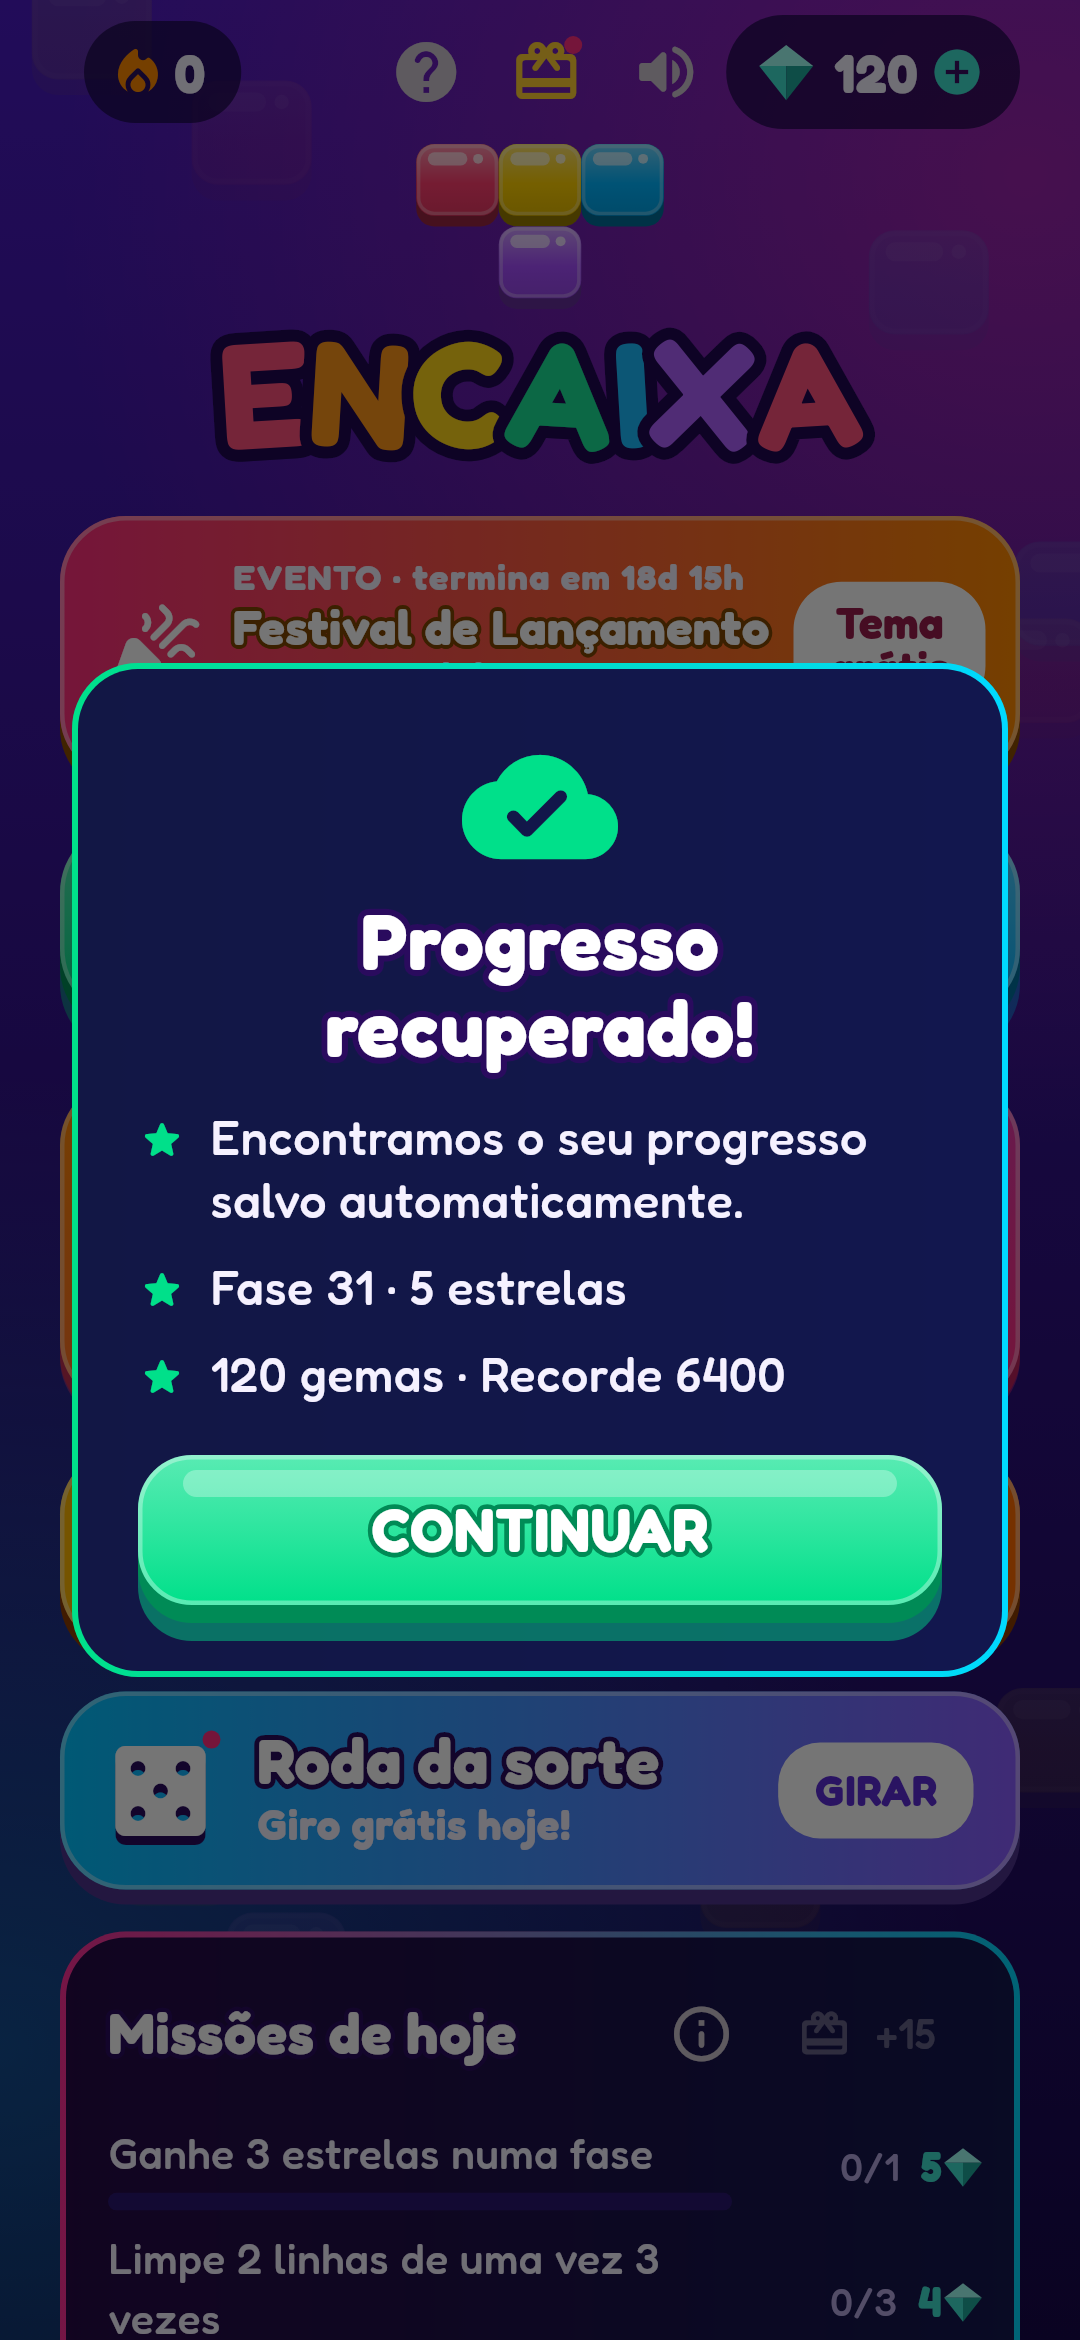 0
120
ENCAIXA
EVENTO · termina em 18d 15h
Festival de Lançamento
Tema
grátis
Progresso
recuperado!
Encontramos o seu progresso
salvo automaticamente.
Fase 31 · 5 estrelas
120 gemas · Recorde 6400
CONTINUAR
Roda da sorte
Giro grátis hoje!
GIRAR
Missões de hoje
+15
Ganhe 3 estrelas numa fase
0/1 5
Limpe 2 linhas de uma vez 3
vezes
0/3 4